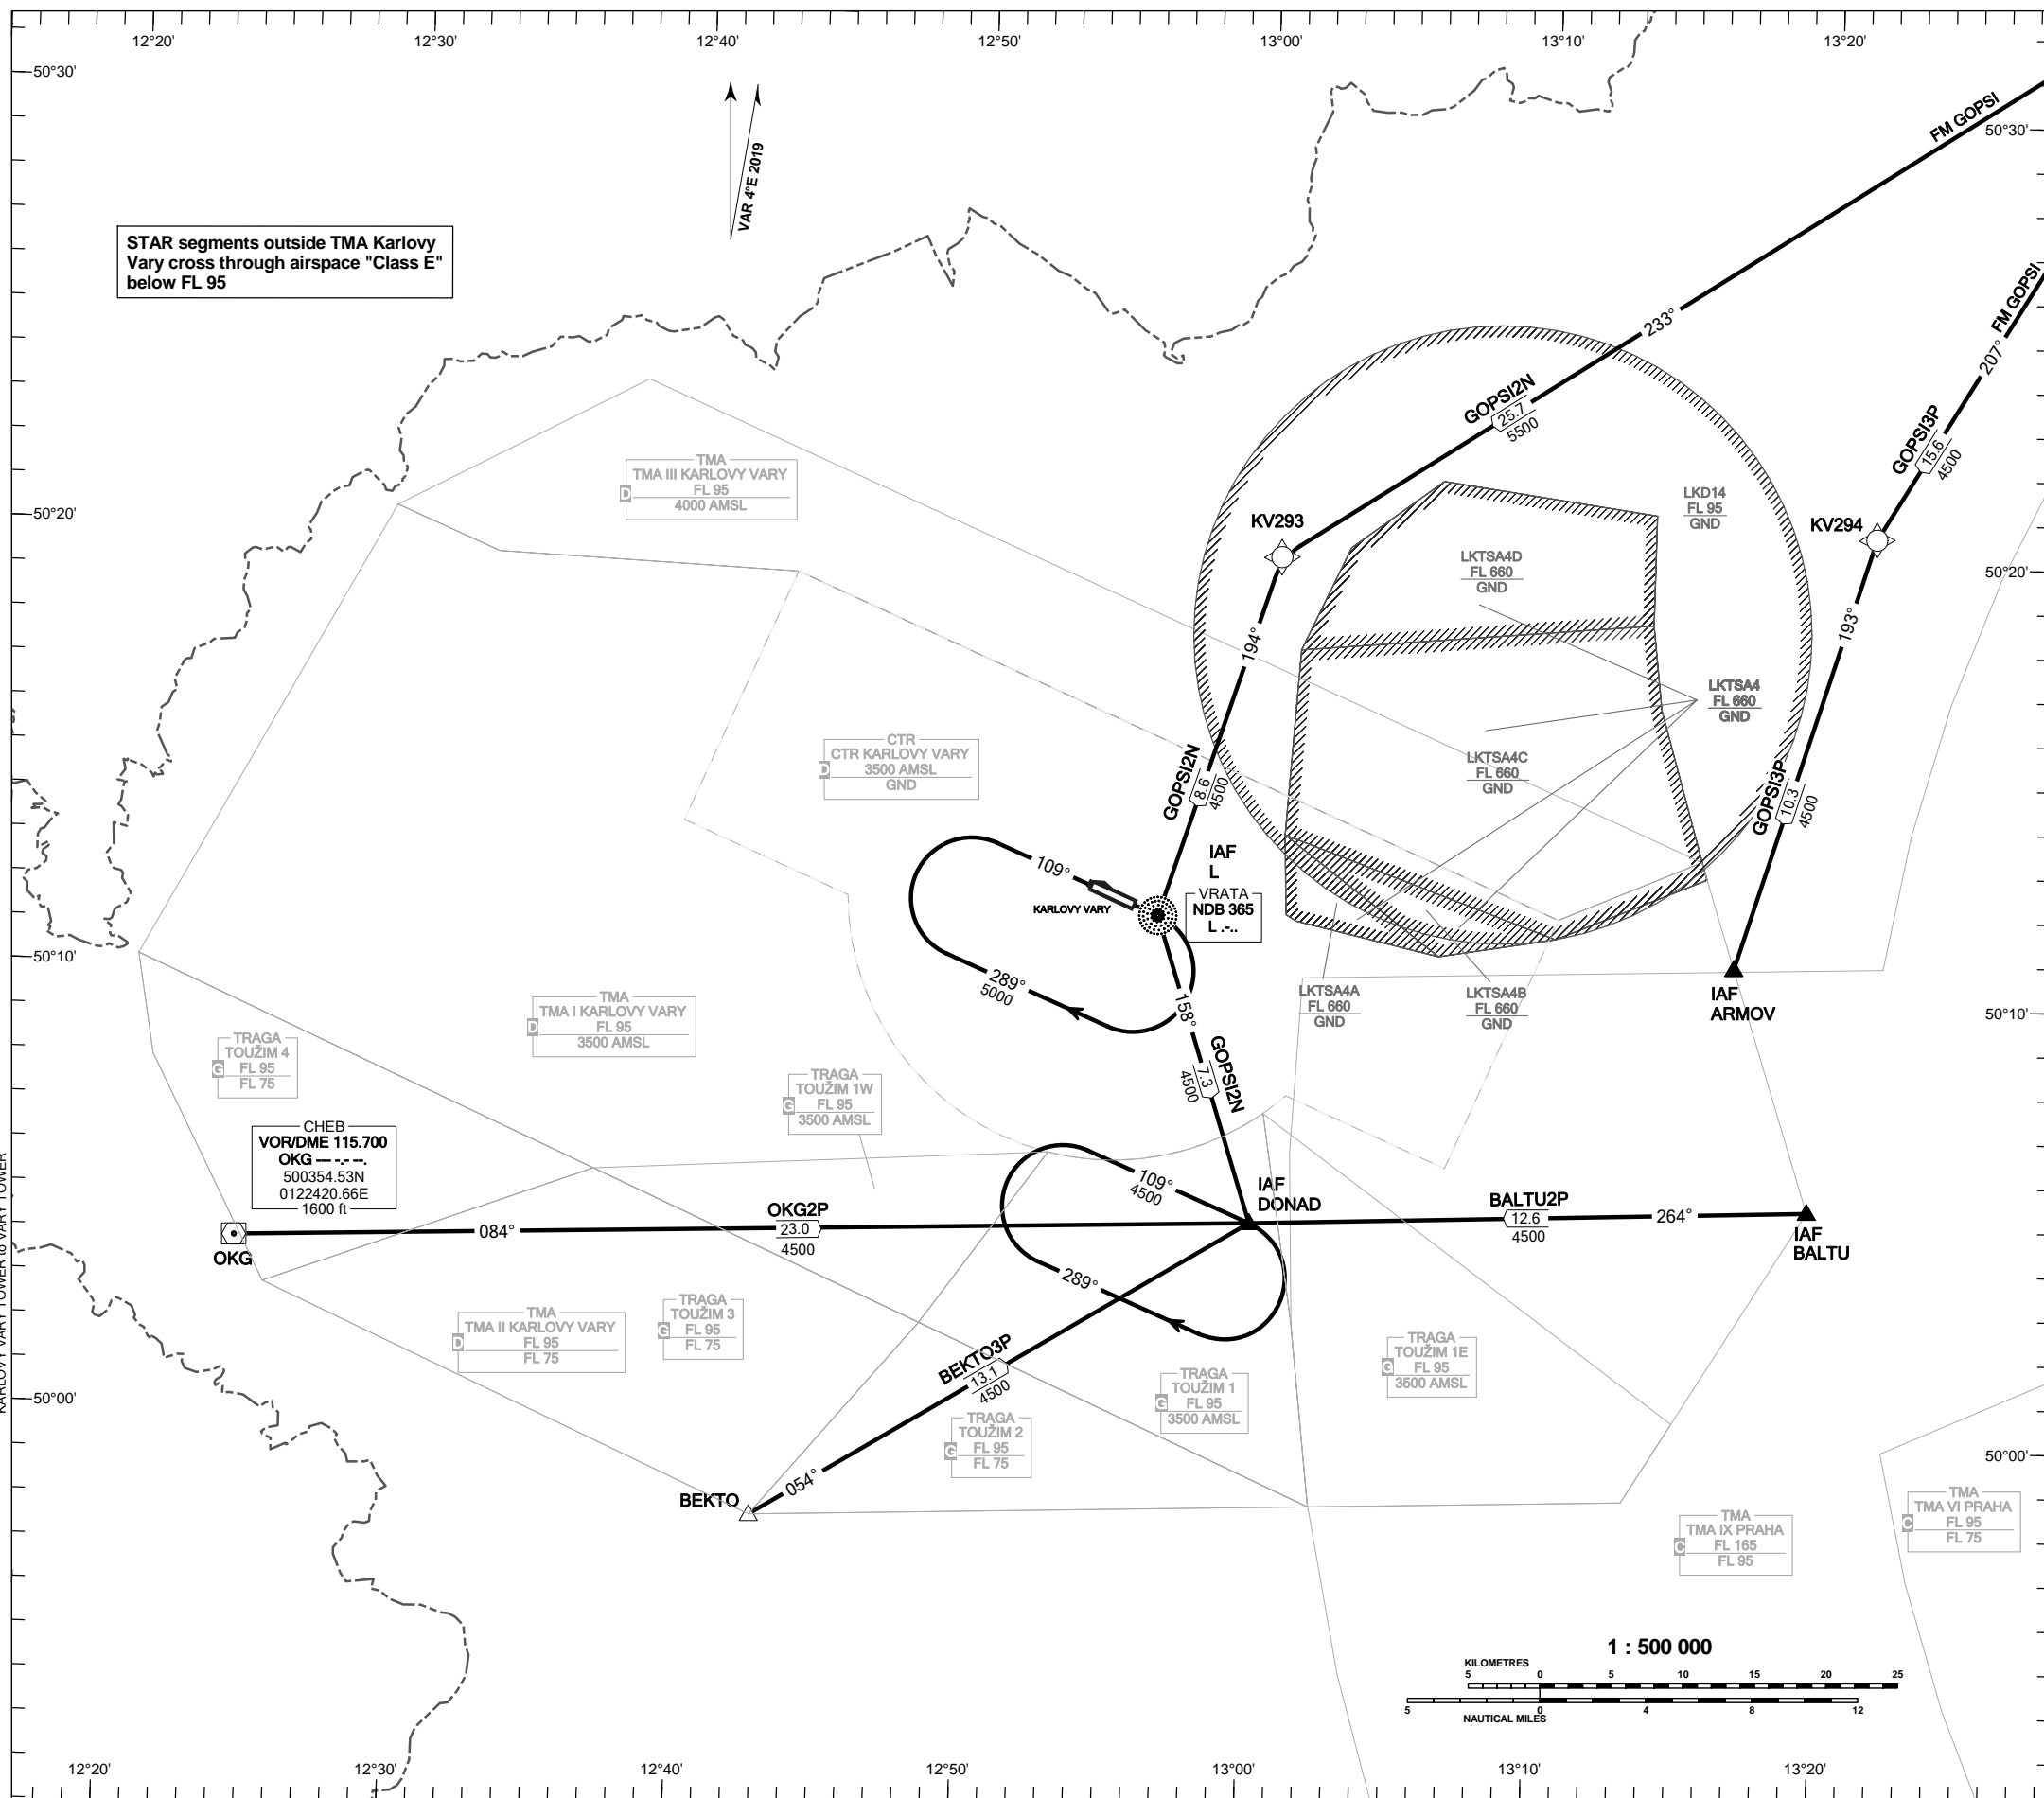 12°20'
12°30'
12°40'
12°50'
13°00'
13°10'
13°20'
50°30'
50°30'
FM GOPSI
VAR 4°E 2019
STAR segments outside TMA Karlovy
Vary cross through airspace "Class E"
below FL 95
FM GOPSI
233°
207°
GOPSI2N
25.7
5500
GOPSI3P
15.6
4500
TMA
TMA III KARLOVY VARY
FL 95
4000 AMSL
D
50°20'
KV293
LKD14
FL 95
GND
KV294
LKTSA4D
FL 660
GND
50°20'
194°
193°
LKTSA4
FL 660
GND
CTR
CTR KARLOVY VARY
3500 AMSL
GND
D
GOPSI2N
8.6
4500
LKTSA4C
FL 660
GND
GOPSI3P
10.3
4500
109°
IAF
L
VRATA
NDB 365
L .-..
KARLOVY VARY
50°10'
289°
5000
158°
LKTSA4A
FL 660
GND
LKTSA4B
FL 660
GND
IAF
ARMOV
50°10'
TMA
TMA I KARLOVY VARY
FL 95
3500 AMSL
D
TRAGA
TOUŽIM 4
FL 95
FL 75
G
GOPSI2N
7.3
4500
TRAGA
TOUŽIM 1W
FL 95
3500 AMSL
G
CHEB
VOR/DME 115.700
OKG --- -.- --.
500354.53N
0122420.66E
1600 ft
109°
4500
IAF
DONAD
OKG2P
23.0
4500
084°
BALTU2P
12.6
4500
264°
OKG
IAF
BALTU
289°
KARLOVY VARY TOWER to VARY TOWER
TMA
TMA II KARLOVY VARY
FL 95
FL 75
D
TRAGA
TOUŽIM 3
FL 95
FL 75
G
BEKTO3P
13.1
4500
TRAGA
TOUŽIM 1
FL 95
3500 AMSL
G
TRAGA
TOUŽIM 1E
FL 95
3500 AMSL
G
50°00'
TRAGA
TOUŽIM 2
FL 95
FL 75
G
50°00'
054°
BEKTO
TMA
TMA IX PRAHA
FL 165
FL 95
C
TMA
TMA VI PRAHA
FL 95
FL 75
C
1 : 500 000
KILOMETRES
5 0 5 10 15 20 25
5 0 4 8 12
NAUTICAL MILES
12°20'
12°30'
12°40'
12°50'
13°00'
13°10'
13°20'